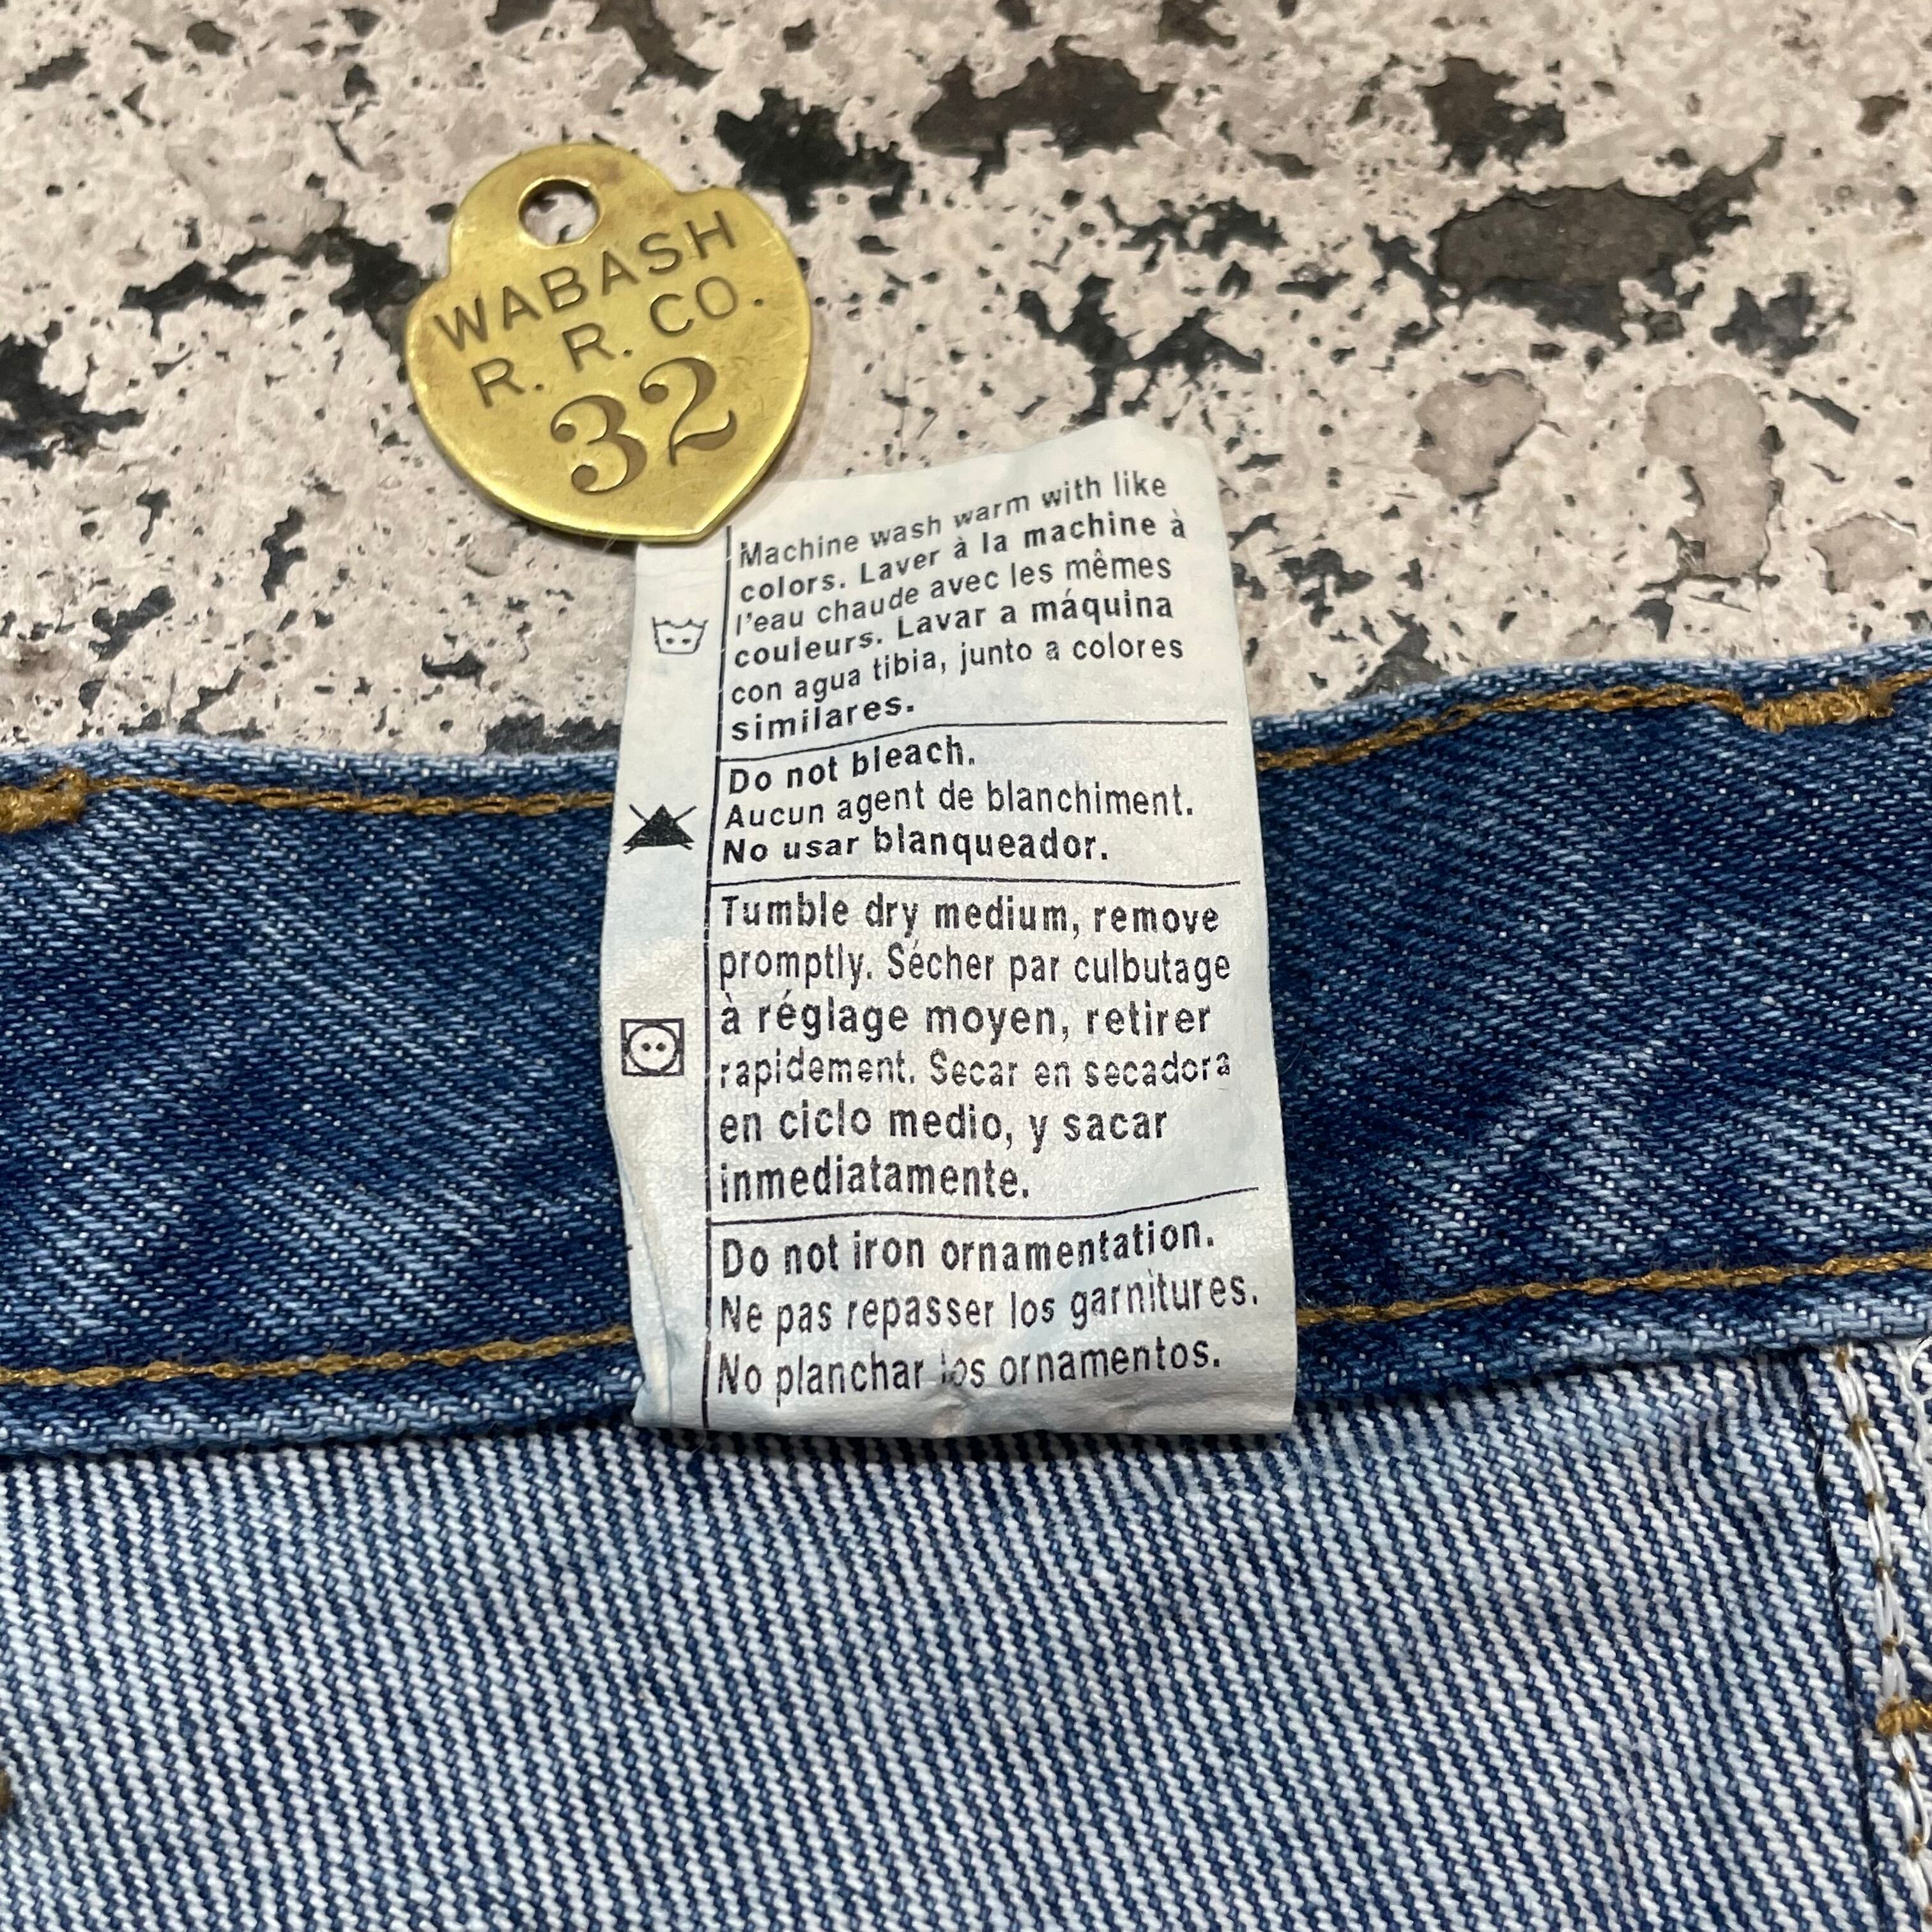 WABASH
R. R. CO.
32
Machine wash warm with like
colors. Laver à la machine à
l'eau chaude avec les mêmes
couleurs. Lavar a máquina
con agua tibia, junto a colores
similares.
Do not bleach.
Aucun agent de blanchiment.
No usar blanqueador.
Tumble dry medium, remove
promptly. Sécher par culbutage
à réglage moyen, retirer
rapidement. Secar en secadora
en ciclo medio, y sacar
inmediatamente.
Do not iron ornamentation.
Ne pas repasser los garnitures.
No planchar los ornamentos.